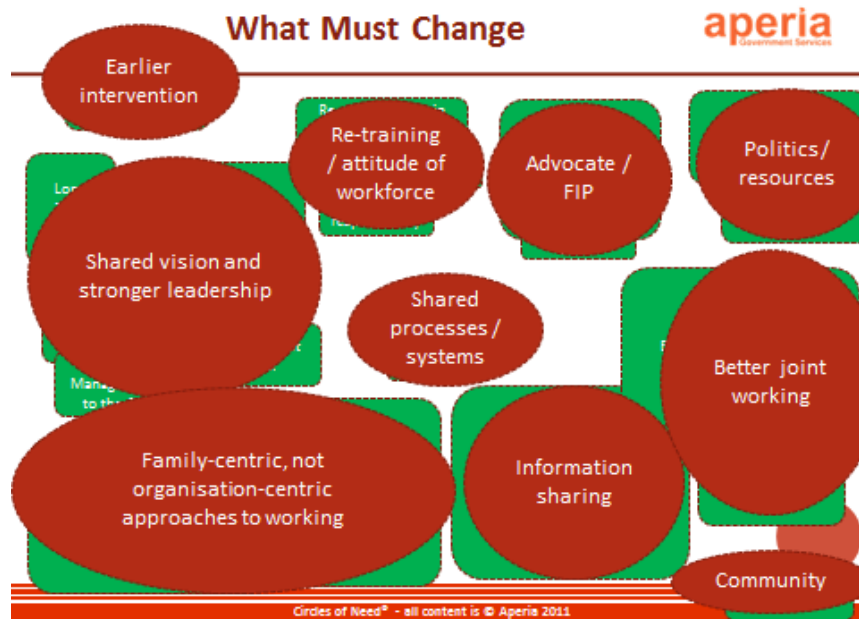 What Must Change
aperia
Government Services
Earlier
intervention
Re-training
/ attitude of
workforce
Advocate /
FIP
Politics /
resources
Shared vision and
stronger leadership
Shared
processes /
systems
Better joint
working
to th
Family-centric, not
organisation-centric
approaches to working
Information
sharing
Community
Circles of Need® - all content is © Aperia 2011